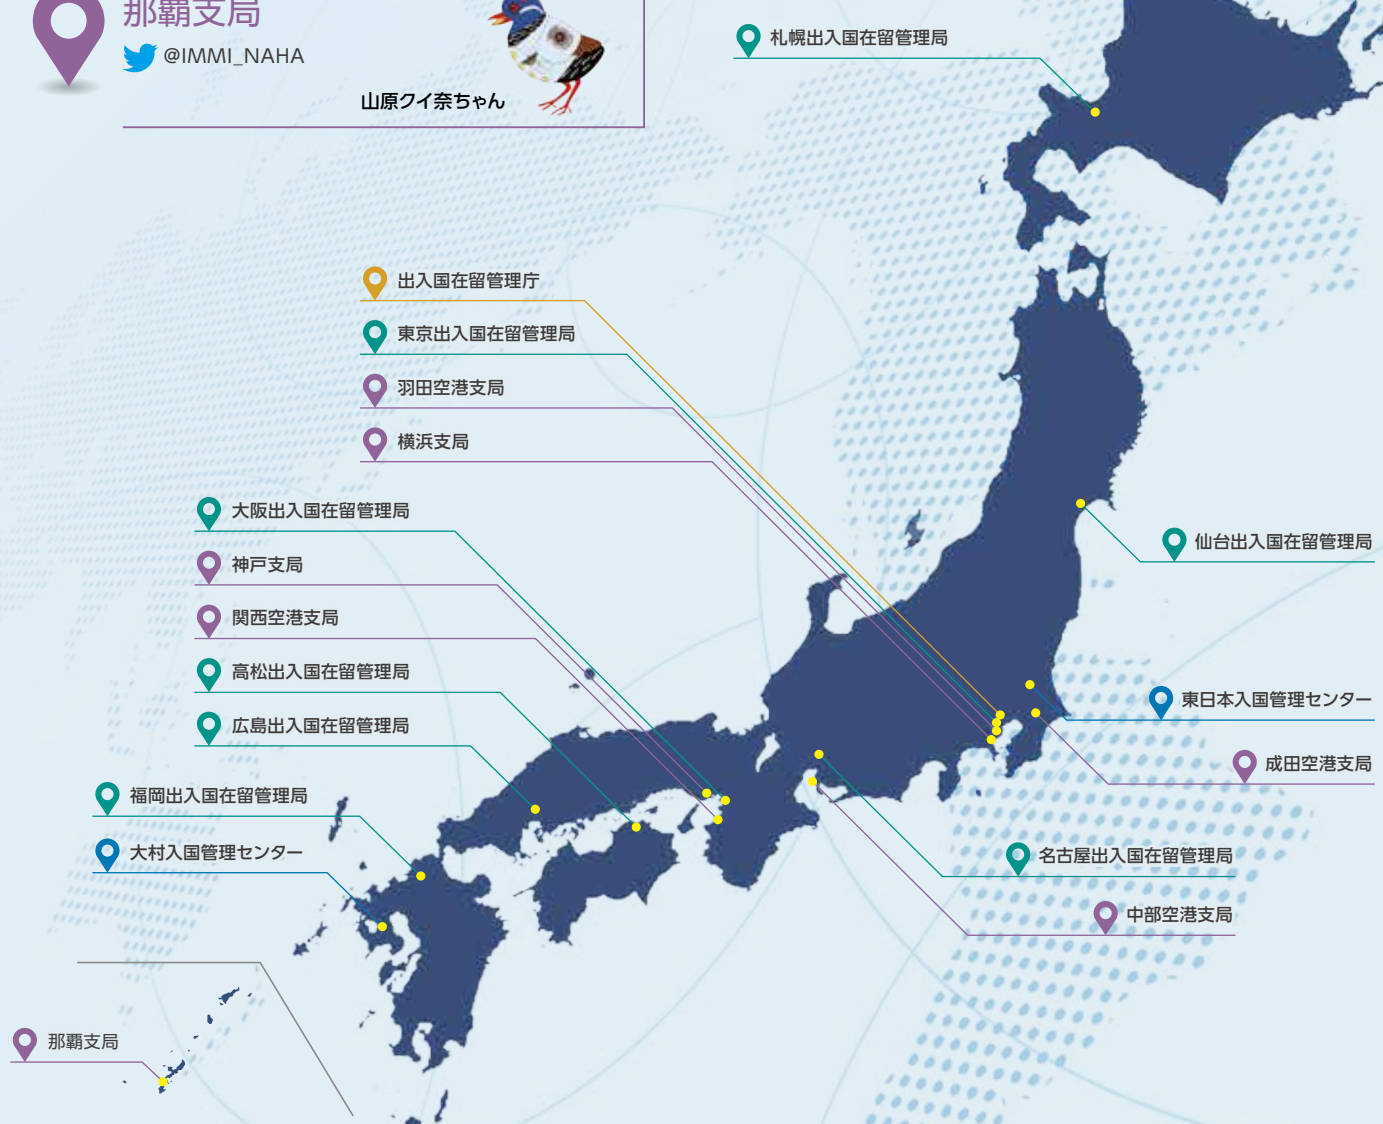 那覇支局
@IMMI_NAHA
山原クイ奈ちゃん
札幌出入国在留管理局
出入国在留管理庁
東京出入国在留管理局
羽田空港支局
横浜支局
大阪出入国在留管理局
神戸支局
関西空港支局
高松出入国在留管理局
広島出入国在留管理局
福岡出入国在留管理局
大村入国管理センター
那覇支局
仙台出入国在留管理局
東日本入国管理センター
成田空港支局
名古屋出入国在留管理局
中部空港支局